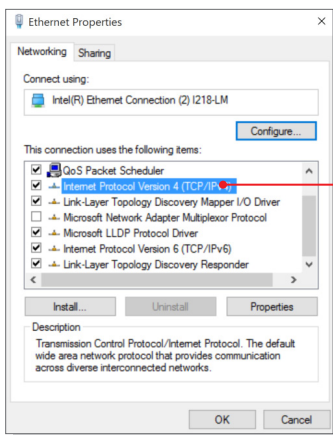 Ethernet Properties
Networking
Sharing
Connect using:
Intel(R) Ethernet Connection (2) I218-LM
Configure...
This connection uses the following items:
QoS Packet Scheduler
Internet Protocol Version 4 (TCP/IPv4)
Link-Layer Topology Discovery Mapper I/O Driver
Microsoft Network Adapter Multiplexor Protocol
Microsoft LLDP Protocol Driver
Internet Protocol Version 6 (TCP/IPv6)
Link-Layer Topology Discovery Responder
Install...
Uninstall
Properties
Description
Transmission Control Protocol/Internet Protocol. The default
wide area network protocol that provides communication
across diverse interconnected networks.
OK
Cancel